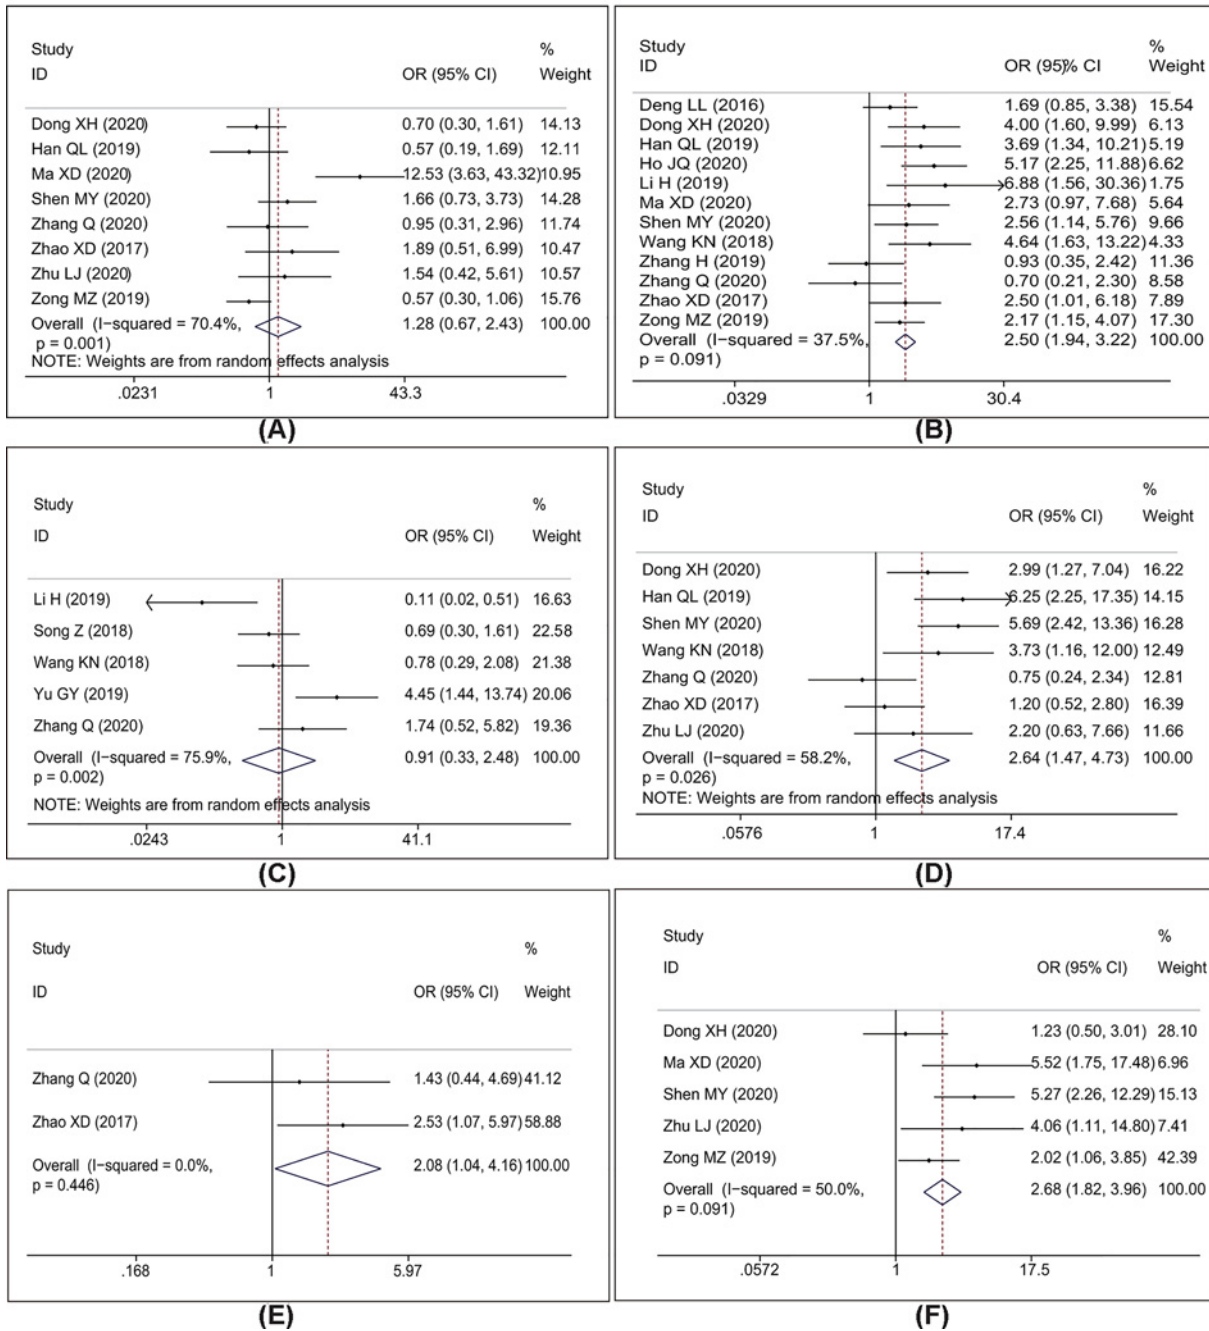 Study %
ID OR (95% CI) Weight
Dong XH (2020) 0.70 (0.30, 1.61) 14.13
Han QL (2019) 0.57 (0.19, 1.69) 12.11
Ma XD (2020) 12.53 (3.63, 43.32) 10.95
Shen MY (2020) 1.66 (0.73, 3.73) 14.28
Zhang Q (2020) 0.95 (0.31, 2.96) 11.74
Zhao XD (2017) 1.89 (0.51, 6.99) 10.47
Zhu LJ (2020) 1.54 (0.42, 5.61) 10.57
Zong MZ (2019) 0.57 (0.30, 1.06) 15.76
Overall (I-squared = 70.4%, 1.28 (0.67, 2.43) 100.00
p = 0.001)
NOTE: Weights are from random effects analysis
.0231 1 43.3
(A)
Study %
ID OR (95)% CI Weight
Deng LL (2016) 1.69 (0.85, 3.38) 15.54
Dong XH (2020) 4.00 (1.60, 9.99) 6.13
Han QL (2019) 3.69 (1.34, 10.21) 5.19
Ho JQ (2020) 5.17 (2.25, 11.88) 6.62
Li H (2019) 6.88 (1.56, 30.36) 1.75
Ma XD (2020) 2.73 (0.97, 7.68) 5.64
Shen MY (2020) 2.56 (1.14, 5.76) 9.66
Wang KN (2018) 4.64 (1.63, 13.22) 4.33
Zhang H (2019) 0.93 (0.35, 2.42) 11.36
Zhang Q (2020) 0.70 (0.21, 2.30) 8.58
Zhao XD (2017) 2.50 (1.01, 6.18) 7.89
Zong MZ (2019) 2.17 (1.15, 4.07) 17.30
Overall (I-squared = 37.5%, 2.50 (1.94, 3.22) 100.00
p = 0.091)
.0329 1 30.4
(B)
Study %
ID OR (95% CI) Weight
Li H (2019) 0.11 (0.02, 0.51) 16.63
Song Z (2018) 0.69 (0.30, 1.61) 22.58
Wang KN (2018) 0.78 (0.29, 2.08) 21.38
Yu GY (2019) 4.45 (1.44, 13.74) 20.06
Zhang Q (2020) 1.74 (0.52, 5.82) 19.36
Overall (I-squared = 75.9%, 0.91 (0.33, 2.48) 100.00
p = 0.002)
NOTE: Weights are from random effects analysis
.0243 1 41.1
(C)
Study %
ID OR (95% CI) Weight
Dong XH (2020) 2.99 (1.27, 7.04) 16.22
Han QL (2019) 6.25 (2.25, 17.35) 14.15
Shen MY (2020) 5.69 (2.42, 13.36) 16.28
Wang KN (2018) 3.73 (1.16, 12.00) 12.49
Zhang Q (2020) 0.75 (0.24, 2.34) 12.81
Zhao XD (2017) 1.20 (0.52, 2.80) 16.39
Zhu LJ (2020) 2.20 (0.63, 7.66) 11.66
Overall (I-squared = 58.2%, 2.64 (1.47, 4.73) 100.00
p = 0.026)
NOTE: Weights are from random effects analysis
.0576 1 17.4
(D)
Study %
ID OR (95% CI) Weight
Zhang Q (2020) 1.43 (0.44, 4.69) 41.12
Zhao XD (2017) 2.53 (1.07, 5.97) 58.88
Overall (I-squared = 0.0%, 2.08 (1.04, 4.16) 100.00
p = 0.446)
.168 1 5.97
(E)
Study %
ID OR (95% CI) Weight
Dong XH (2020) 1.23 (0.50, 3.01) 28.10
Ma XD (2020) 5.52 (1.75, 17.48) 6.96
Shen MY (2020) 5.27 (2.26, 12.29) 15.13
Zhu LJ (2020) 4.06 (1.11, 14.80) 7.41
Zong MZ (2019) 2.02 (1.06, 3.85) 42.39
Overall (I-squared = 50.0%, 2.68 (1.82, 3.96) 100.00
p = 0.091)
.0572 1 17.5
(F)